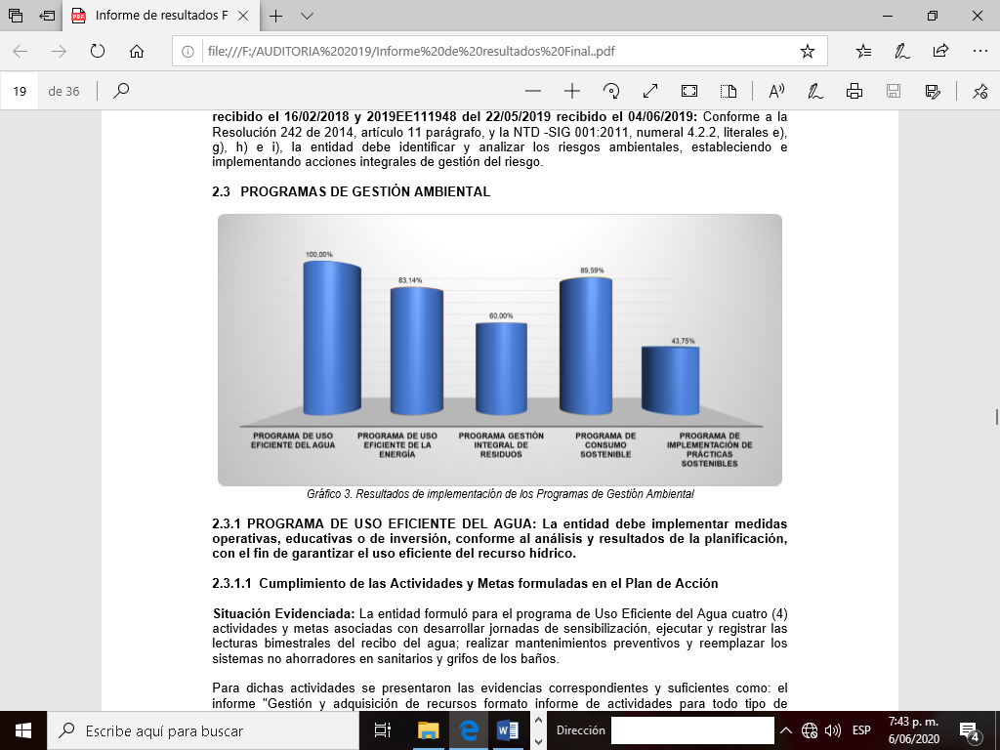 Informe de resultados F
file:///F:/AUDITORIA%202019/Informe%20de%20resultados%20Final..pdf
19 de 36
recibido el 16/02/2018 y 2019EE111948 del 22/05/2019 recibido el 04/06/2019: Conforme a la
Resolución 242 de 2014, artículo 11 parágrafo, y la NTD -SIG 001:2011, numeral 4.2.2, literales e),
g), h) e i), la entidad debe identificar y analizar los riesgos ambientales, estableciendo e
implementando acciones integrales de gestión del riesgo.
2.3 PROGRAMAS DE GESTIÓN AMBIENTAL
100,00%
83,14%
60,00%
89,59%
43,75%
PROGRAMA DE USO
EFICIENTE DEL AGUA
PROGRAMA DE USO
EFICIENTE DE LA
ENERGÍA
PROGRAMA GESTIÓN
INTEGRAL DE
RESIDUOS
PROGRAMA DE
CONSUMO
SOSTENIBLE
PROGRAMA DE
IMPLEMENTACIÓN DE
PRÁCTICAS
SOSTENIBLES
Gráfico 3. Resultados de implementación de los Programas de Gestión Ambiental
2.3.1 PROGRAMA DE USO EFICIENTE DEL AGUA: La entidad debe implementar medidas
operativas, educativas o de inversión, conforme al análisis y resultados de la planificación,
con el fin de garantizar el uso eficiente del recurso hídrico.
2.3.1.1 Cumplimiento de las Actividades y Metas formuladas en el Plan de Acción
Situación Evidenciada: La entidad formuló para el programa de Uso Eficiente del Agua cuatro (4)
actividades y metas asociadas con desarrollar jornadas de sensibilización, ejecutar y registrar las
lecturas bimestrales del recibo del agua; realizar mantenimientos preventivos y reemplazar los
sistemas no ahorradores en sanitarios y grifos de los baños.
Para dichas actividades se presentaron las evidencias correspondientes y suficientes como: el
informe "Gestión y adquisición de recursos formato informe de actividades para todo tipo de
Escribe aquí para buscar
Dirección
ESP
7:43 p. m.
6/06/2020
4